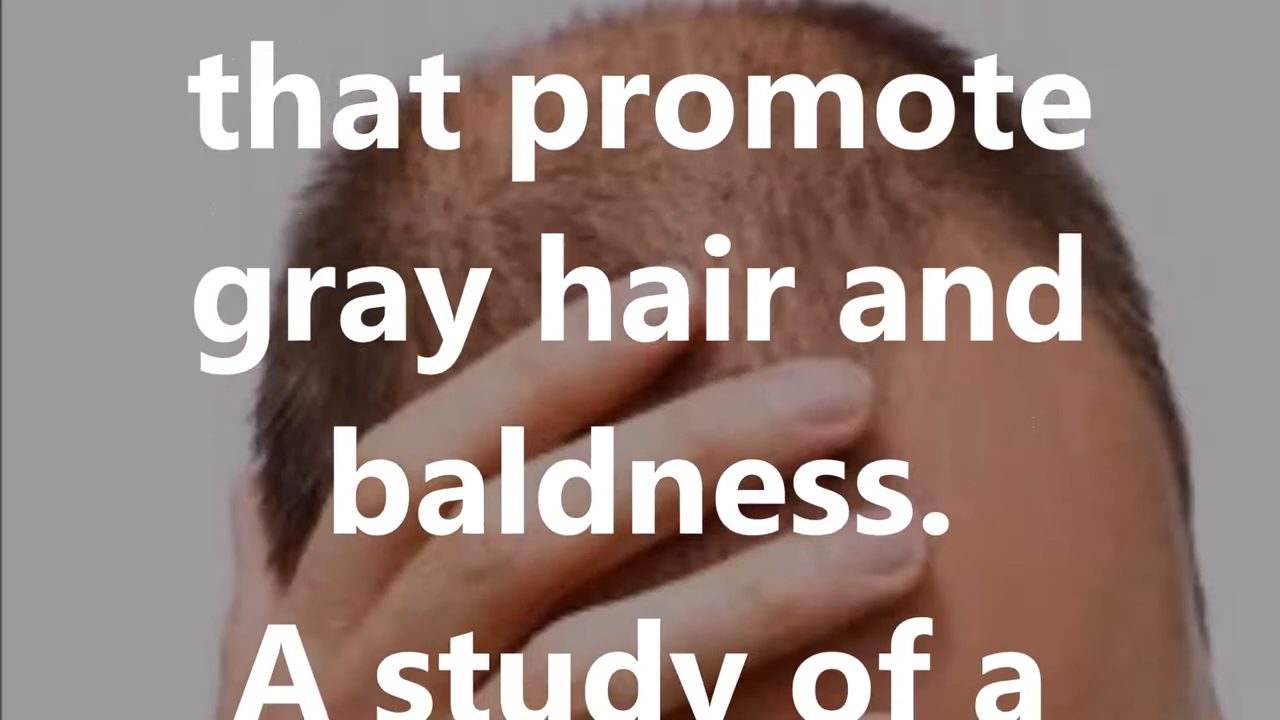 that promote
gray hair and
baldness.
A study of a